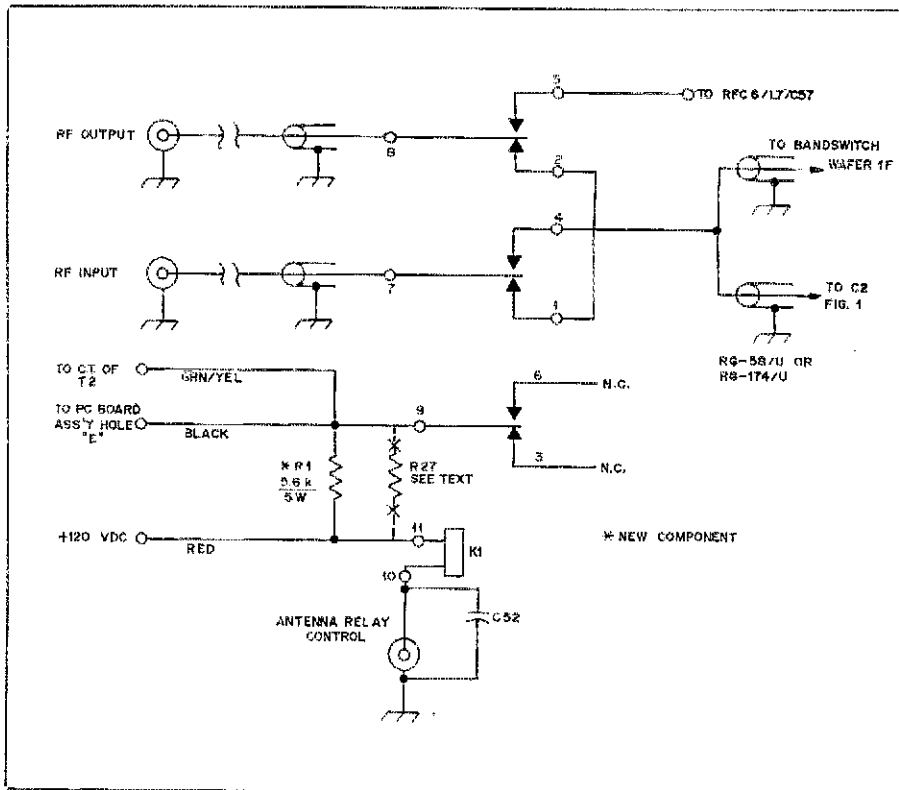 5
TO RFC 6/L7/C57
RF OUTPUT
8
2
TO BANDSWITCH
WAFER 1F
4
RF INPUT
7
1
TO C2
FIG. 1
RG-58/U OR
RG-174/U
TO C.T. OF
T2
GRN/YEL
6
N.C.
TO PC BOARD
ASS'Y HOLE
"E"
BLACK
9
3
N.C.
* R1
5.6 k
5W
R27
SEE TEXT
+120 VDC
RED
11
K1
* NEW COMPONENT
10
C52
ANTENNA RELAY
CONTROL